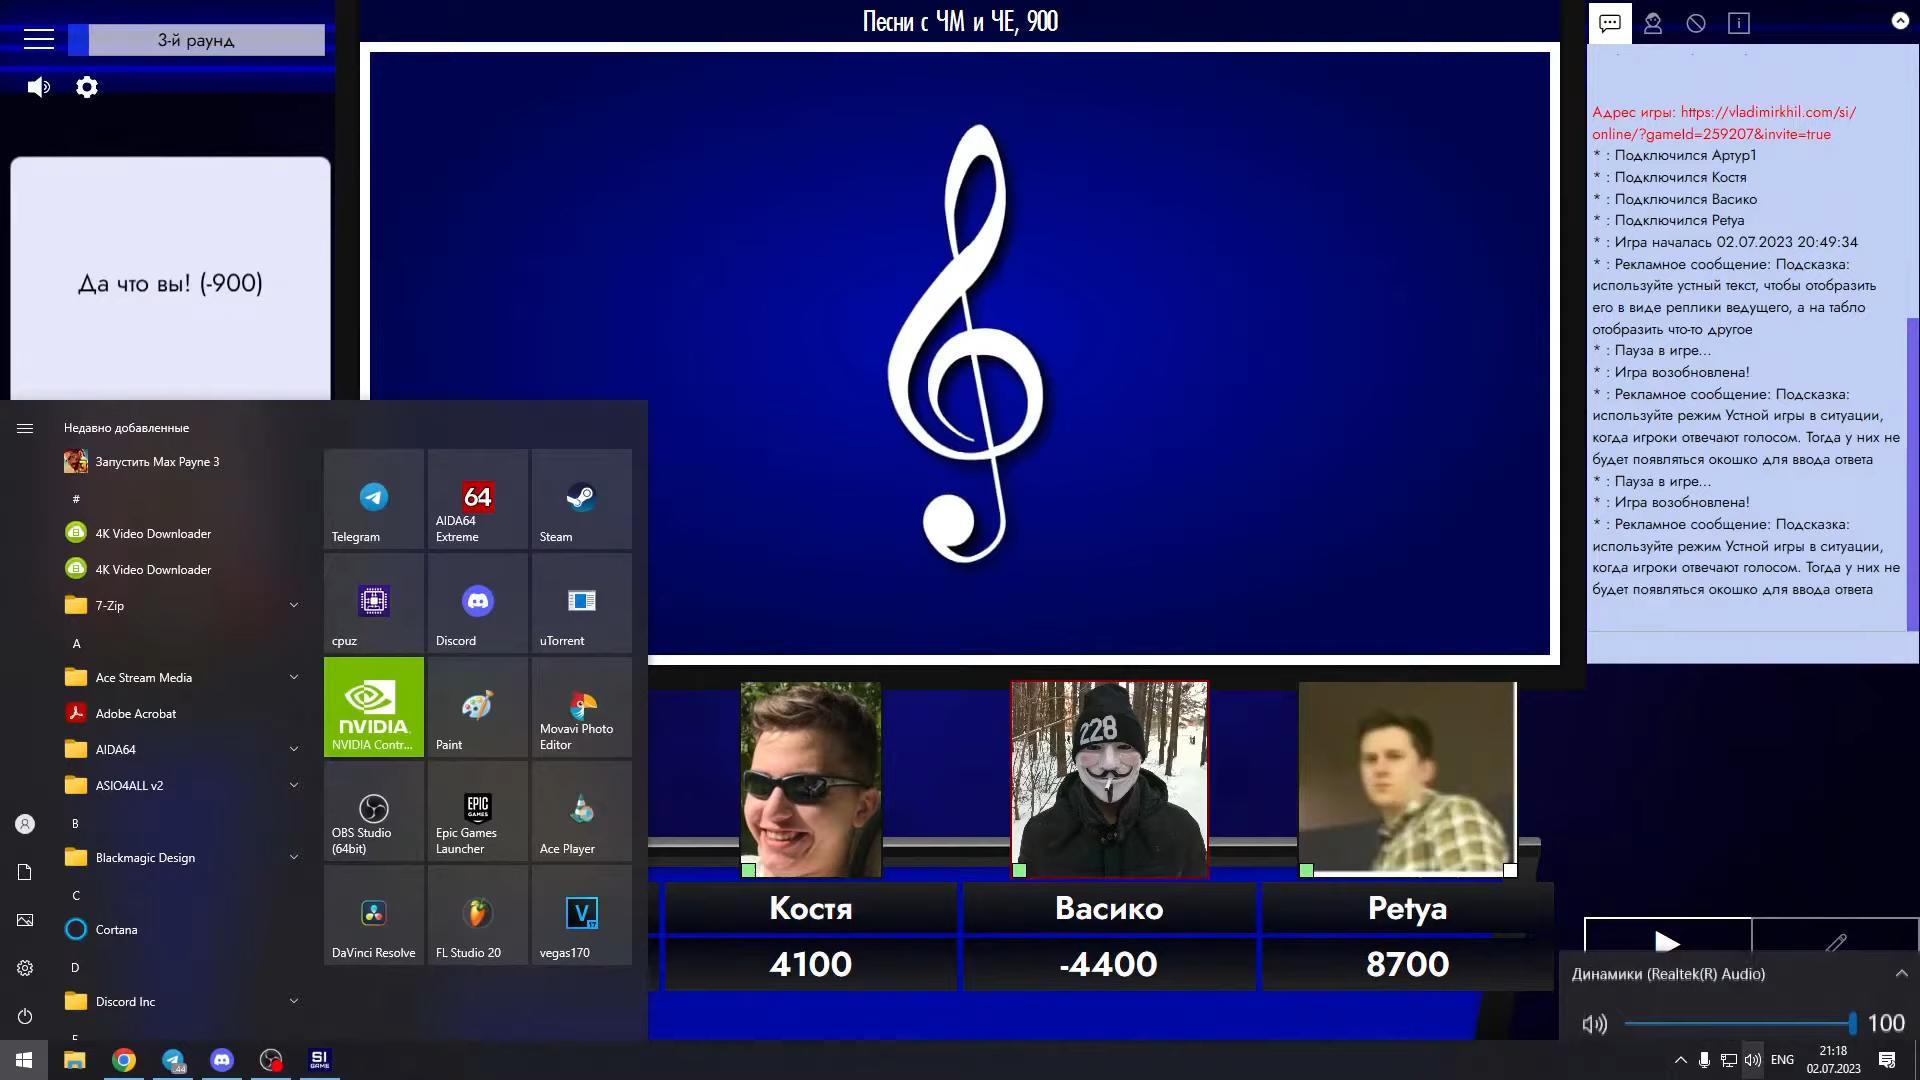 3-й раунд
Песни с ЧМ и ЧЕ, 900
Да что вы! (-900)
Адрес игры: https://vladimirkhil.com/si/
online/?gameId=259207&invite=true
* : Подключился Артур1
* : Подключился Костя
* : Подключился Васико
* : Подключился Petya
* : Игра началась 02.07.2023 20:49:34
* : Рекламное сообщение: Подсказка:
используйте устный текст, чтобы отобразить
его в виде реплики ведущего, а на табло
отобразить что-то другое
* : Пауза в игре...
* : Игра возобновлена!
* : Рекламное сообщение: Подсказка:
используйте режим Устной игры в ситуации,
когда игроки отвечают голосом. Тогда у них не
будет появляться окошко для ввода ответа
* : Пауза в игре...
* : Игра возобновлена!
* : Рекламное сообщение: Подсказка:
используйте режим Устной игры в ситуации,
когда игроки отвечают голосом. Тогда у них не
будет появляться окошко для ввода ответа
Недавно добавленные
Запустить Max Payne 3
#
4K Video Downloader
4K Video Downloader
7-Zip
A
Ace Stream Media
Adobe Acrobat
AIDA64
ASIO4ALL v2
B
Blackmagic Design
C
Cortana
D
Discord Inc
Telegram
64
AIDA64
Extreme
Steam
cpuz
Discord
uTorrent
NVIDIA.
NVIDIA Contr...
Paint
Movavi Photo
Editor
OBS Studio
(64bit)
EPIC
GAMES
Epic Games
Launcher
Ace Player
DaVinci Resolve
FL Studio 20
V
17
vegas170
228
Костя
Васико
Petya
4100
-4400
8700
Динамики (Realtek(R) Audio)
100
44
SI
GAME
ENG
21:18
02.07.2023